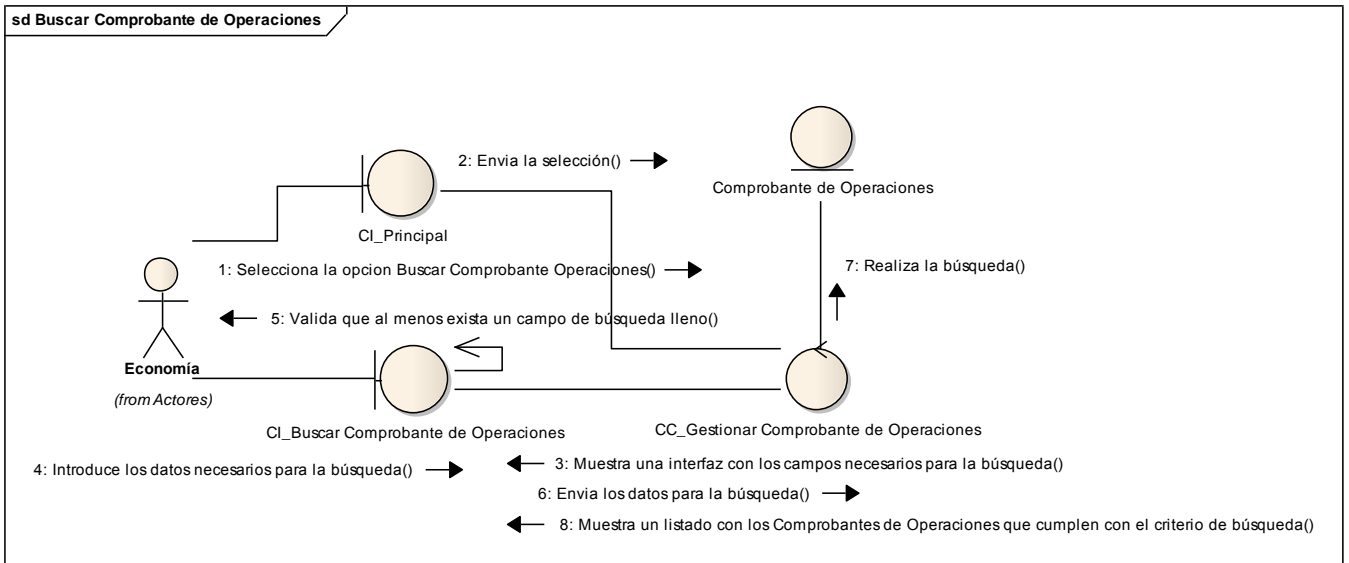 sd Buscar Comprobante de Operaciones
2: Envia la selección()
Comprobante de Operaciones
CI_Principal
1: Selecciona la opcion Buscar Comprobante Operaciones()
7: Realiza la búsqueda()
5: Valida que al menos exista un campo de búsqueda lleno()
Economía
(from Actores)
CI_Buscar Comprobante de Operaciones
CC_Gestionar Comprobante de Operaciones
4: Introduce los datos necesarios para la búsqueda()
3: Muestra una interfaz con los campos necesarios para la búsqueda()
6: Envia los datos para la búsqueda()
8: Muestra un listado con los Comprobantes de Operaciones que cumplen con el criterio de búsqueda()